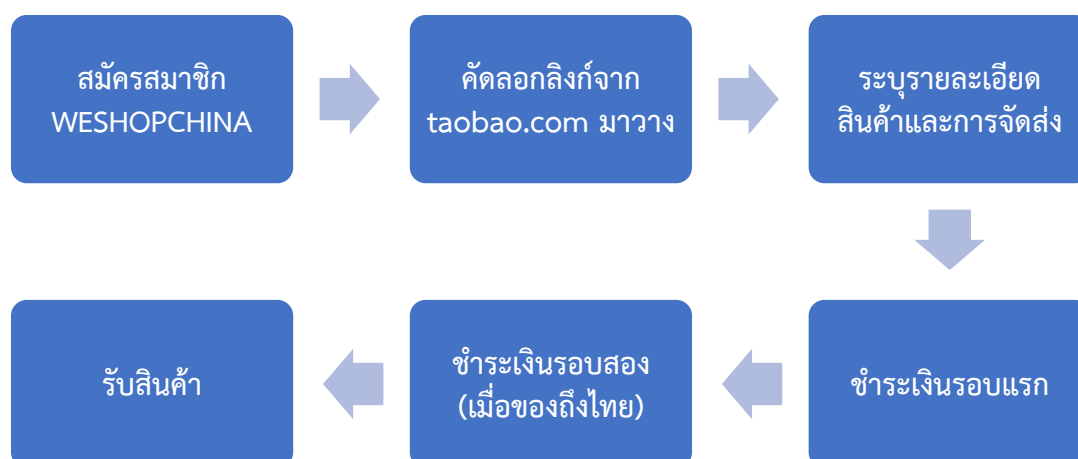 สมัครสมาชิก
WESHOPCHINA
คัดลอกลิงก์จาก
taobao.com มาวาง
ระบุรายละเอียด
สินค้าและการจัดส่ง
ชำระเงินรอบแรก
ชำระเงินรอบสอง
(เมื่อของถึงไทย)
รับสินค้า